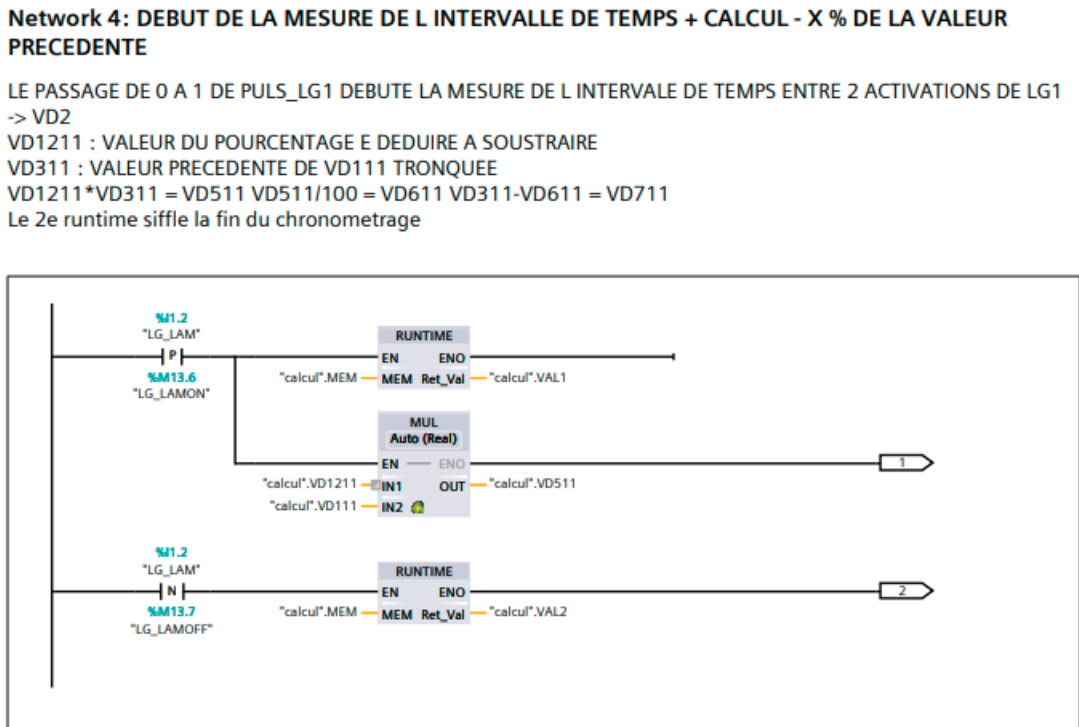 Network 4: DEBUT DE LA MESURE DE L INTERVALLE DE TEMPS + CALCUL - X % DE LA VALEUR
PRECEDENTE
LE PASSAGE DE 0 A 1 DE PULS_LG1 DEBUTE LA MESURE DE L INTERVALE DE TEMPS ENTRE 2 ACTIVATIONS DE LG1
-> VD2
VD1211 : VALEUR DU POURCENTAGE E DEDUIRE A SOUSTRAIRE
VD311 : VALEUR PRECEDENTE DE VD111 TRONQUEE
VD1211*VD311 = VD511 VD511/100 = VD611 VD311-VD611 = VD711
Le 2e runtime siffle la fin du chronometrage
%I1.2
"LG_LAM"
P
%M13.6
"LG_LAMON"
RUNTIME
EN ENO
"calcul".MEM MEM Ret_Val "calcul".VAL1
MUL
Auto (Real)
EN ENO
"calcul".VD1211 IN1 OUT "calcul".VD511
"calcul".VD111 IN2
1
%I1.2
"LG_LAM"
N
%M13.7
"LG_LAMOFF"
RUNTIME
EN ENO
"calcul".MEM MEM Ret_Val "calcul".VAL2
2